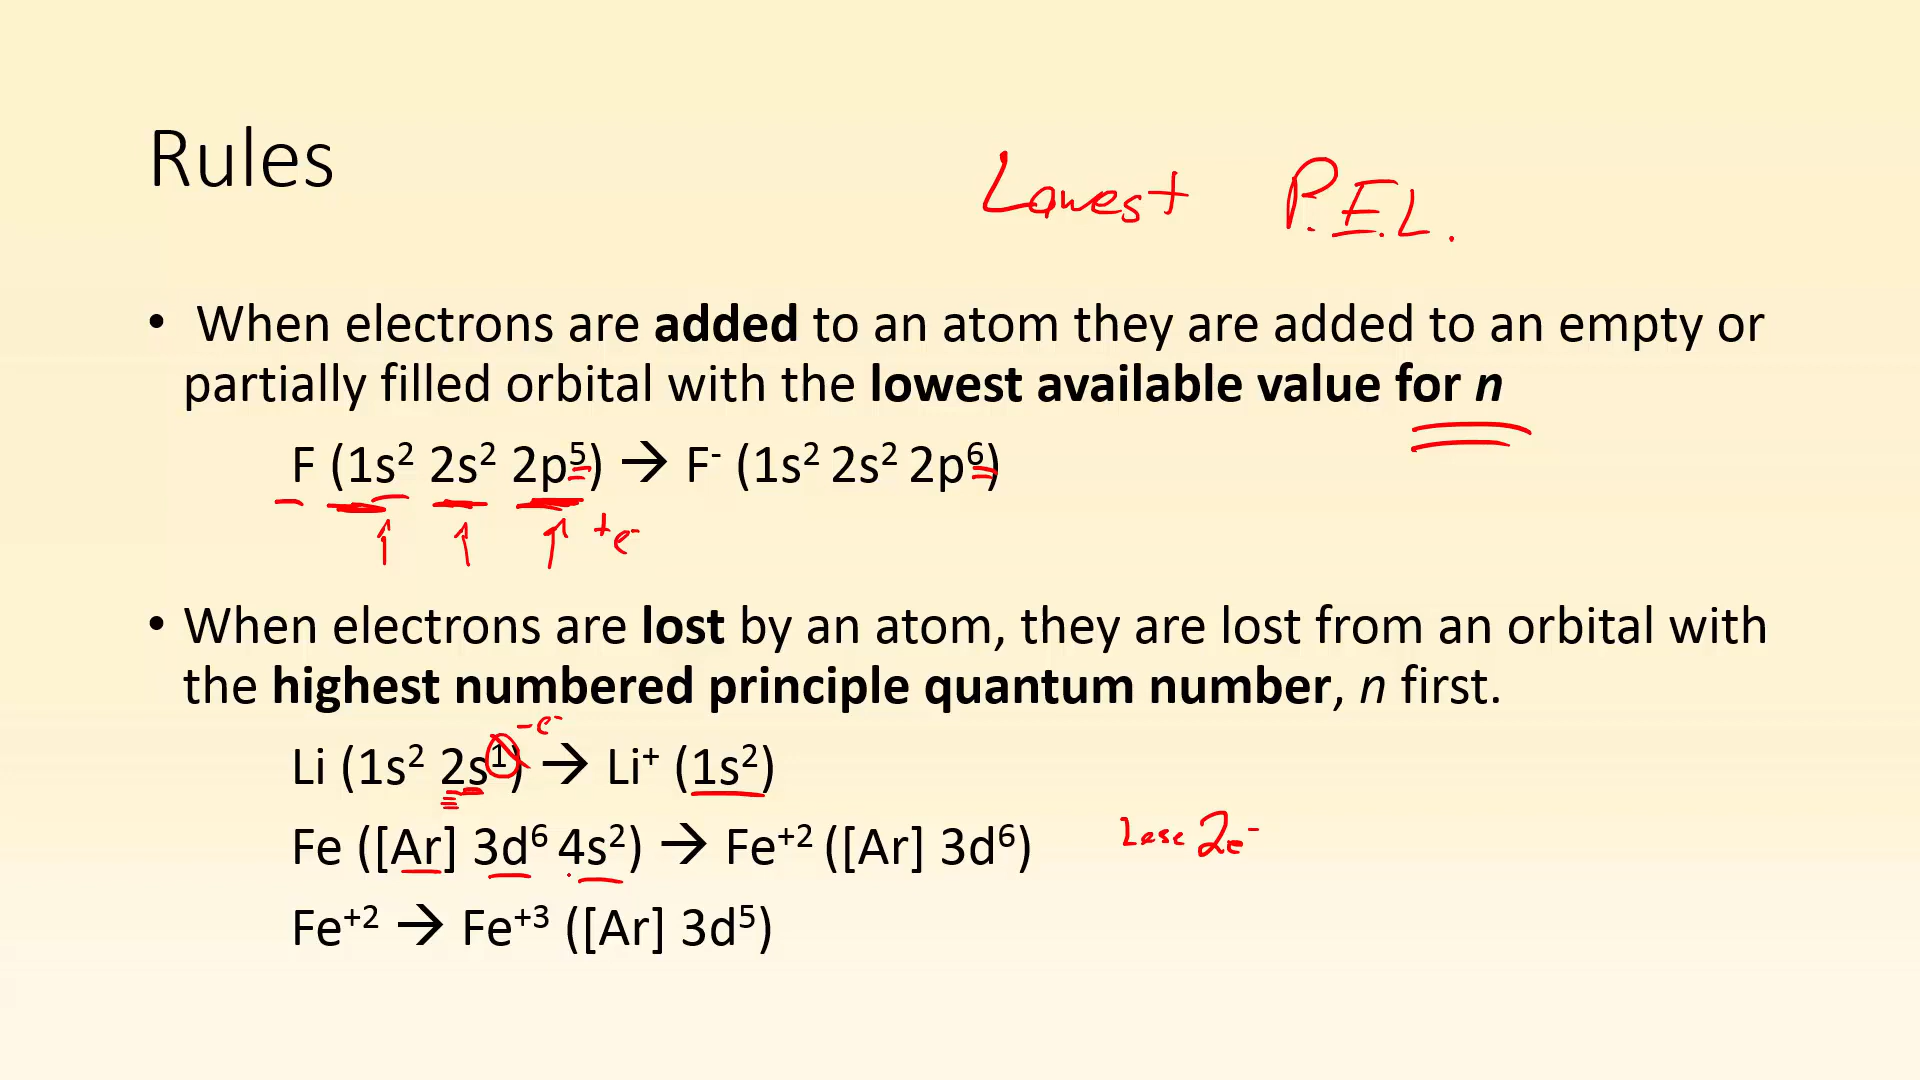 Rules
Lowest P.E.L.
• When electrons are added to an atom they are added to an empty or
partially filled orbital with the lowest available value for n
F (1s² 2s² 2p⁵) → F⁻ (1s² 2s² 2p⁶)
+e⁻
• When electrons are lost by an atom, they are lost from an orbital with
the highest numbered principle quantum number, n first.
-e⁻
Li (1s² 2s¹) → Li⁺ (1s²)
Fe ([Ar] 3d⁶ 4s²) → Fe⁺² ([Ar] 3d⁶)
Lose 2e⁻
Fe⁺² → Fe⁺³ ([Ar] 3d⁵)